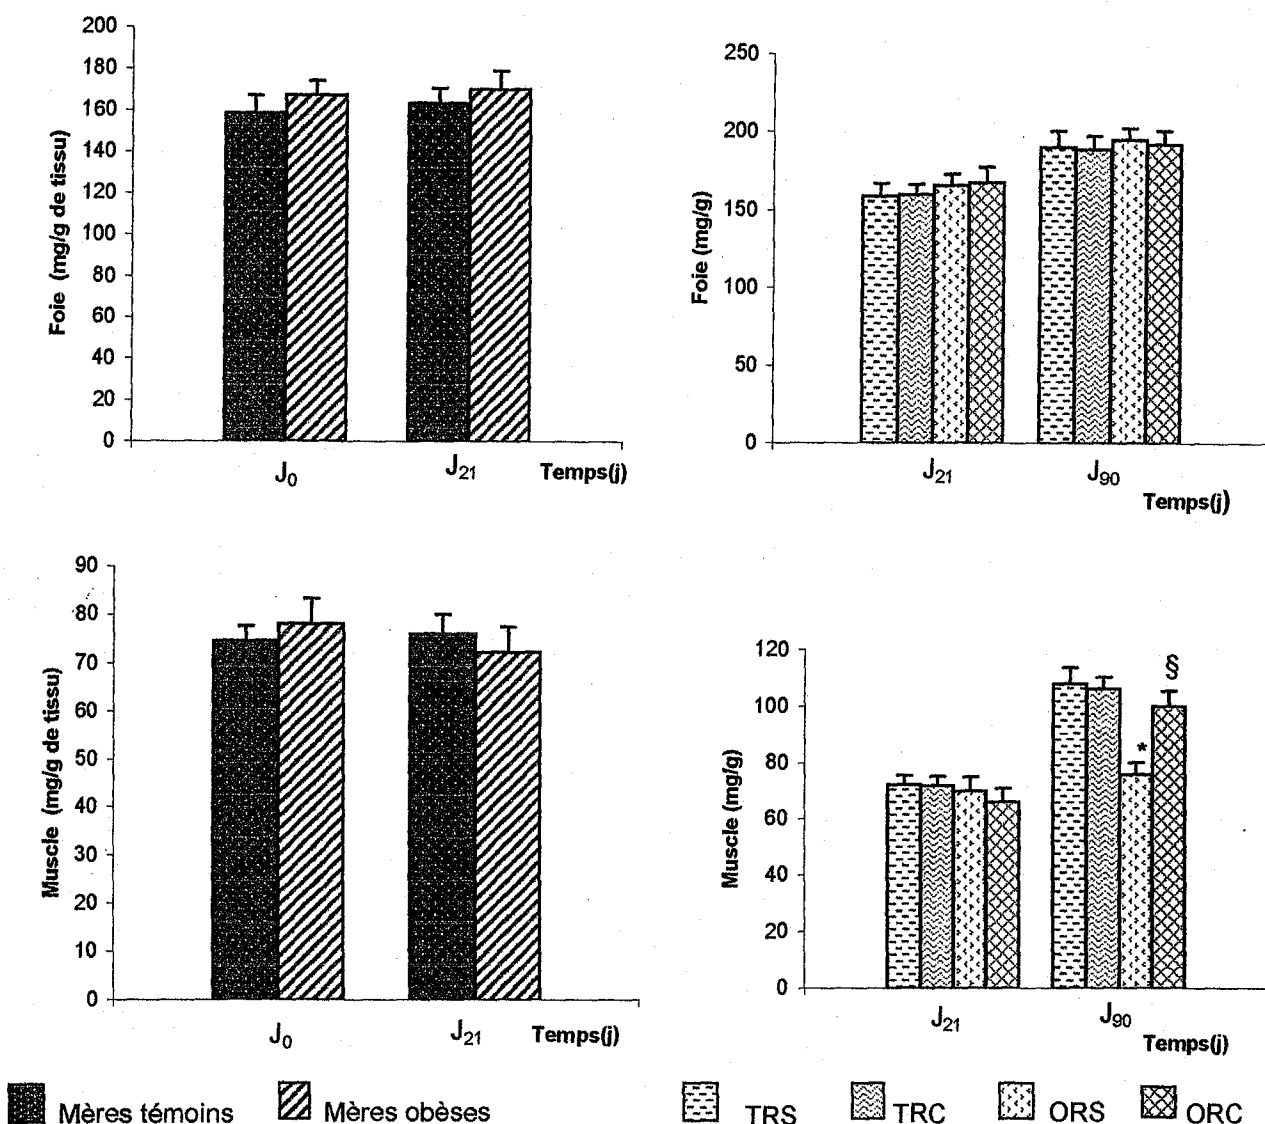 200
180
160
140
120
100
80
60
40
20
0
Foie (mg/g de tissu)
J0
J21
Temps(j)
250
200
150
100
50
0
Foie (mg/g)
J21
J90
Temps(j)
90
80
70
60
50
40
30
20
10
0
Muscle (mg/g de tissu)
J0
J21
Temps(j)
120
100
80
60
40
20
0
Muscle (mg/g)
*
§
J21
J90
Temps(j)
Mères témoins
Mères obèses
TRS
TRC
ORS
ORC